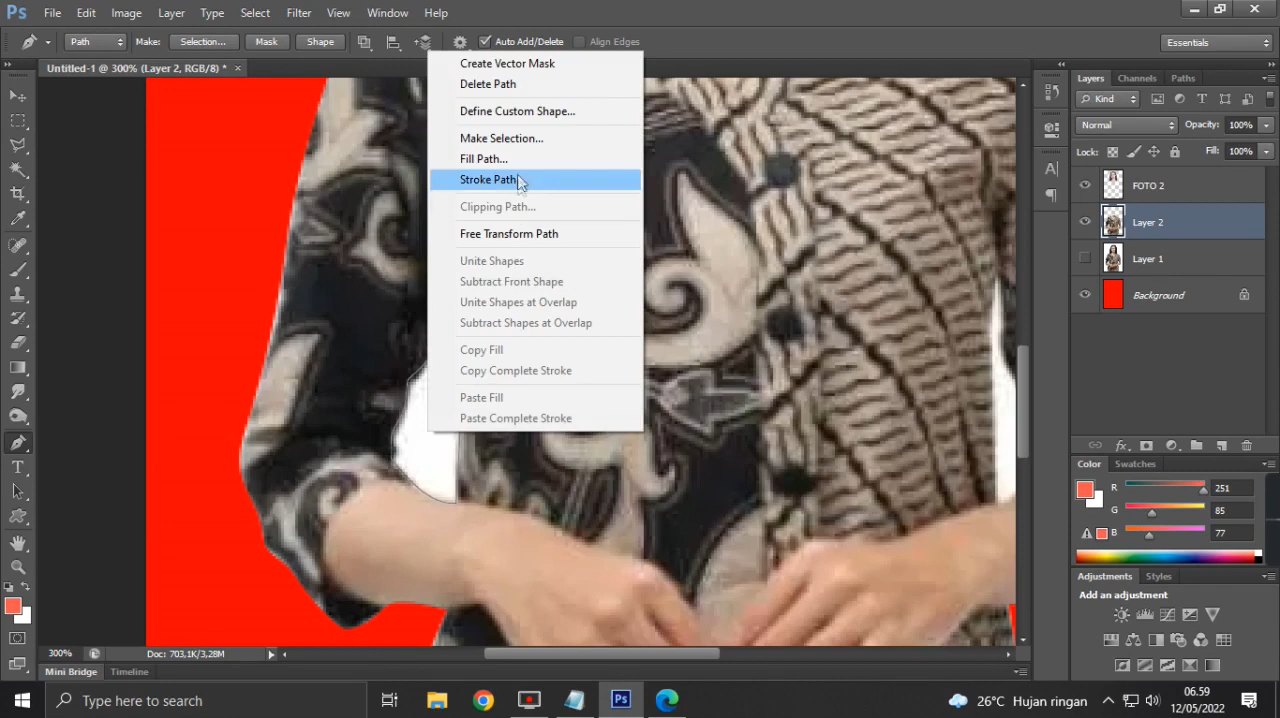 Ps File Edit Image Layer Type Select Filter View Window Help
Path Make: Selection... Mask Shape Auto Add/Delete Align Edges Essentials
Untitled-1 @ 300% (Layer 2, RGB/8) * ×
Create Vector Mask
Delete Path
Define Custom Shape...
Make Selection...
Fill Path...
Stroke Path
Clipping Path...
Free Transform Path
Unite Shapes
Subtract Front Shape
Unite Shapes at Overlap
Subtract Shapes at Overlap
Copy Fill
Copy Complete Stroke
Paste Fill
Paste Complete Stroke
Layers Channels Paths
Kind
Normal Opacity: 100%
Lock: Fill: 100%
FOTO 2
Layer 2
Layer 1
Background
Color Swatches
R 251
G 85
B 77
Adjustments Styles
Add an adjustment
300% Doc: 703,1K/3,28M
Mini Bridge Timeline
Type here to search
26°C Hujan ringan
06.59
12/05/2022